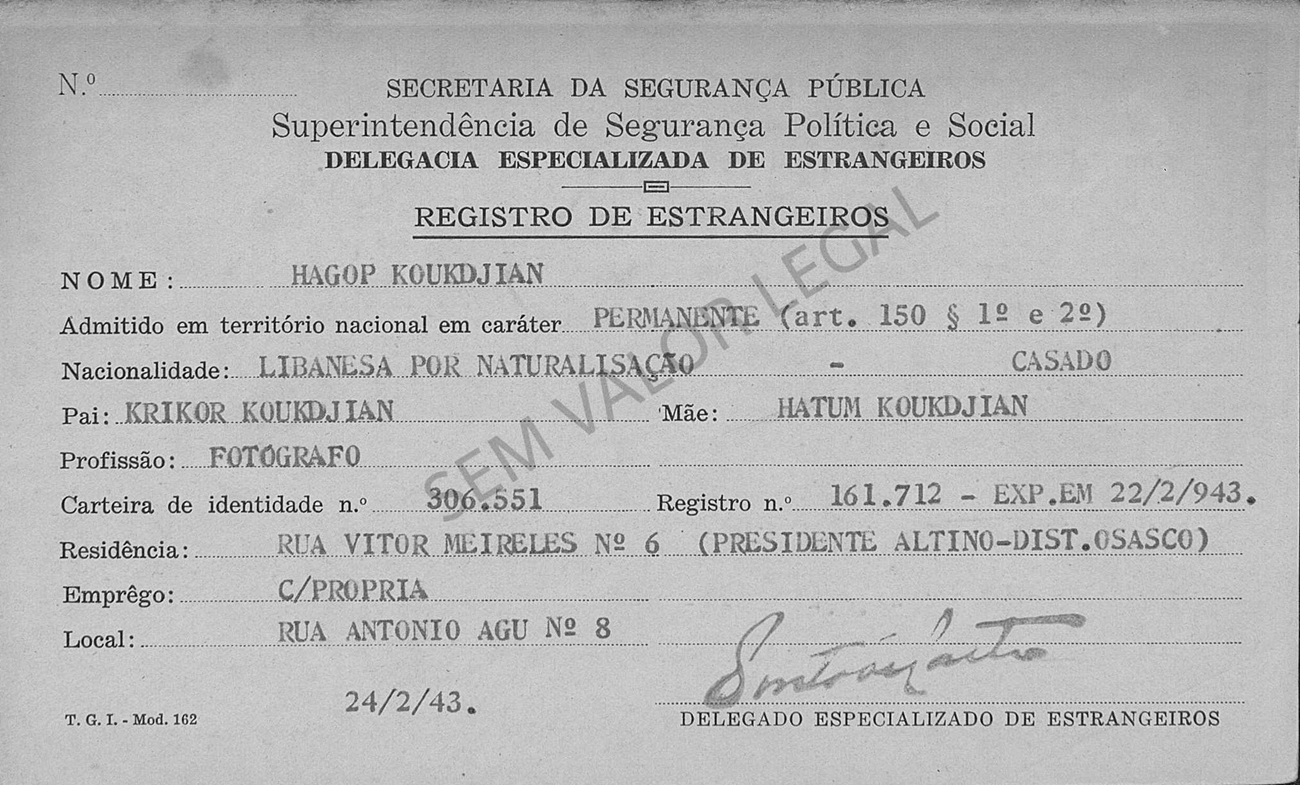 N.º
SECRETARIA DA SEGURANÇA PÚBLICA
Superintendência de Segurança Política e Social
DELEGACIA ESPECIALIZADA DE ESTRANGEIROS
REGISTRO DE ESTRANGEIROS
NOME: HAGOP KOUKDJIAN
Admitido em território nacional em caráter PERMANENTE (art. 150 § 1º e 2º)
Nacionalidade: LIBANESA POR NATURALISAÇÃO - CASADO
Pai: KRIKOR KOUKDJIAN Mãe: HATUM KOUKDJIAN
Profissão: FOTÓGRAFO
Carteira de identidade n.º 306.551 Registro n.º 161.712 - EXP.EM 22/2/943.
Residência: RUA VITOR MEIRELES Nº 6 (PRESIDENTE ALTINO-DIST.OSASCO)
Emprêgo: C/PROPRIA
Local: RUA ANTONIO AGU Nº 8
24/2/43.
T. G. I. - Mod. 162
DELEGADO ESPECIALIZADO DE ESTRANGEIROS
SEM VALOR LEGAL